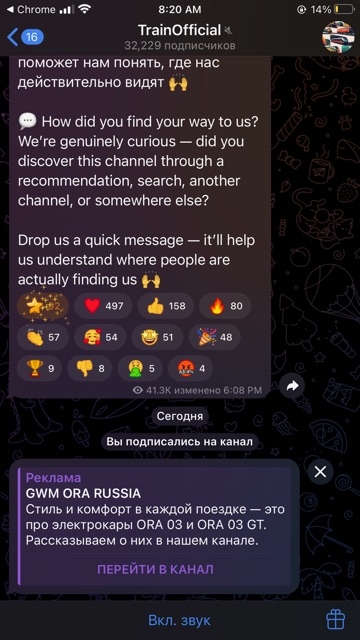 Chrome
8:20 AM
14%
16
TrainOfficial
32,229 подписчиков
поможет нам понять, где нас
действительно видят 🙌
💬 How did you find your way to us?
We're genuinely curious — did you
discover this channel through a
recommendation, search, another
channel, or somewhere else?
Drop us a quick message — it'll help
us understand where people are
actually finding us 🙌
497 158 80
57 54 51 48
9 8 5 4
41.3K изменено 6:08 PM
Сегодня
Вы подписались на канал
Реклама
GWM ORA RUSSIA
Стиль и комфорт в каждой поездке — это
про электрокары ORA 03 и ORA 03 GT.
Рассказываем о них в нашем канале.
ПЕРЕЙТИ В КАНАЛ
Вкл. звук